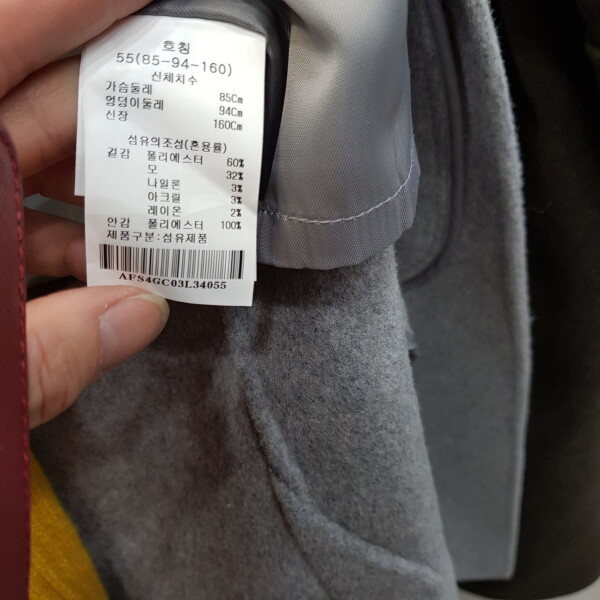 호칭
55(85-94-160)
신체치수
가슴둘레 85Cm
엉덩이둘레 94Cm
신장 160Cm
섬유의조성(혼용률)
겉감 폴리에스터 60%
모 32%
나일론 3%
아크릴 3%
레이온 2%
안감 폴리에스터 100%
제품구분:섬유제품
AFS4GC03L34055